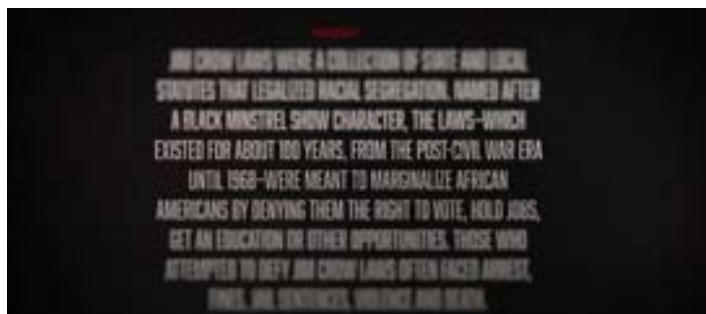 JIM CROW LAWS WERE A COLLECTION OF STATE AND LOCAL
STATUTES THAT LEGALIZED RACIAL SEGREGATION. NAMED AFTER
A BLACK MINSTREL SHOW CHARACTER, THE LAWS—WHICH
EXISTED FOR ABOUT 100 YEARS, FROM THE POST-CIVIL WAR ERA
UNTIL 1968—WERE MEANT TO MARGINALIZE AFRICAN
AMERICANS BY DENYING THEM THE RIGHT TO VOTE, HOLD JOBS,
GET AN EDUCATION OR OTHER OPPORTUNITIES. THOSE WHO
ATTEMPTED TO DEFY JIM CROW LAWS OFTEN FACED ARREST,
FINES, JAIL SENTENCES, VIOLENCE AND DEATH.